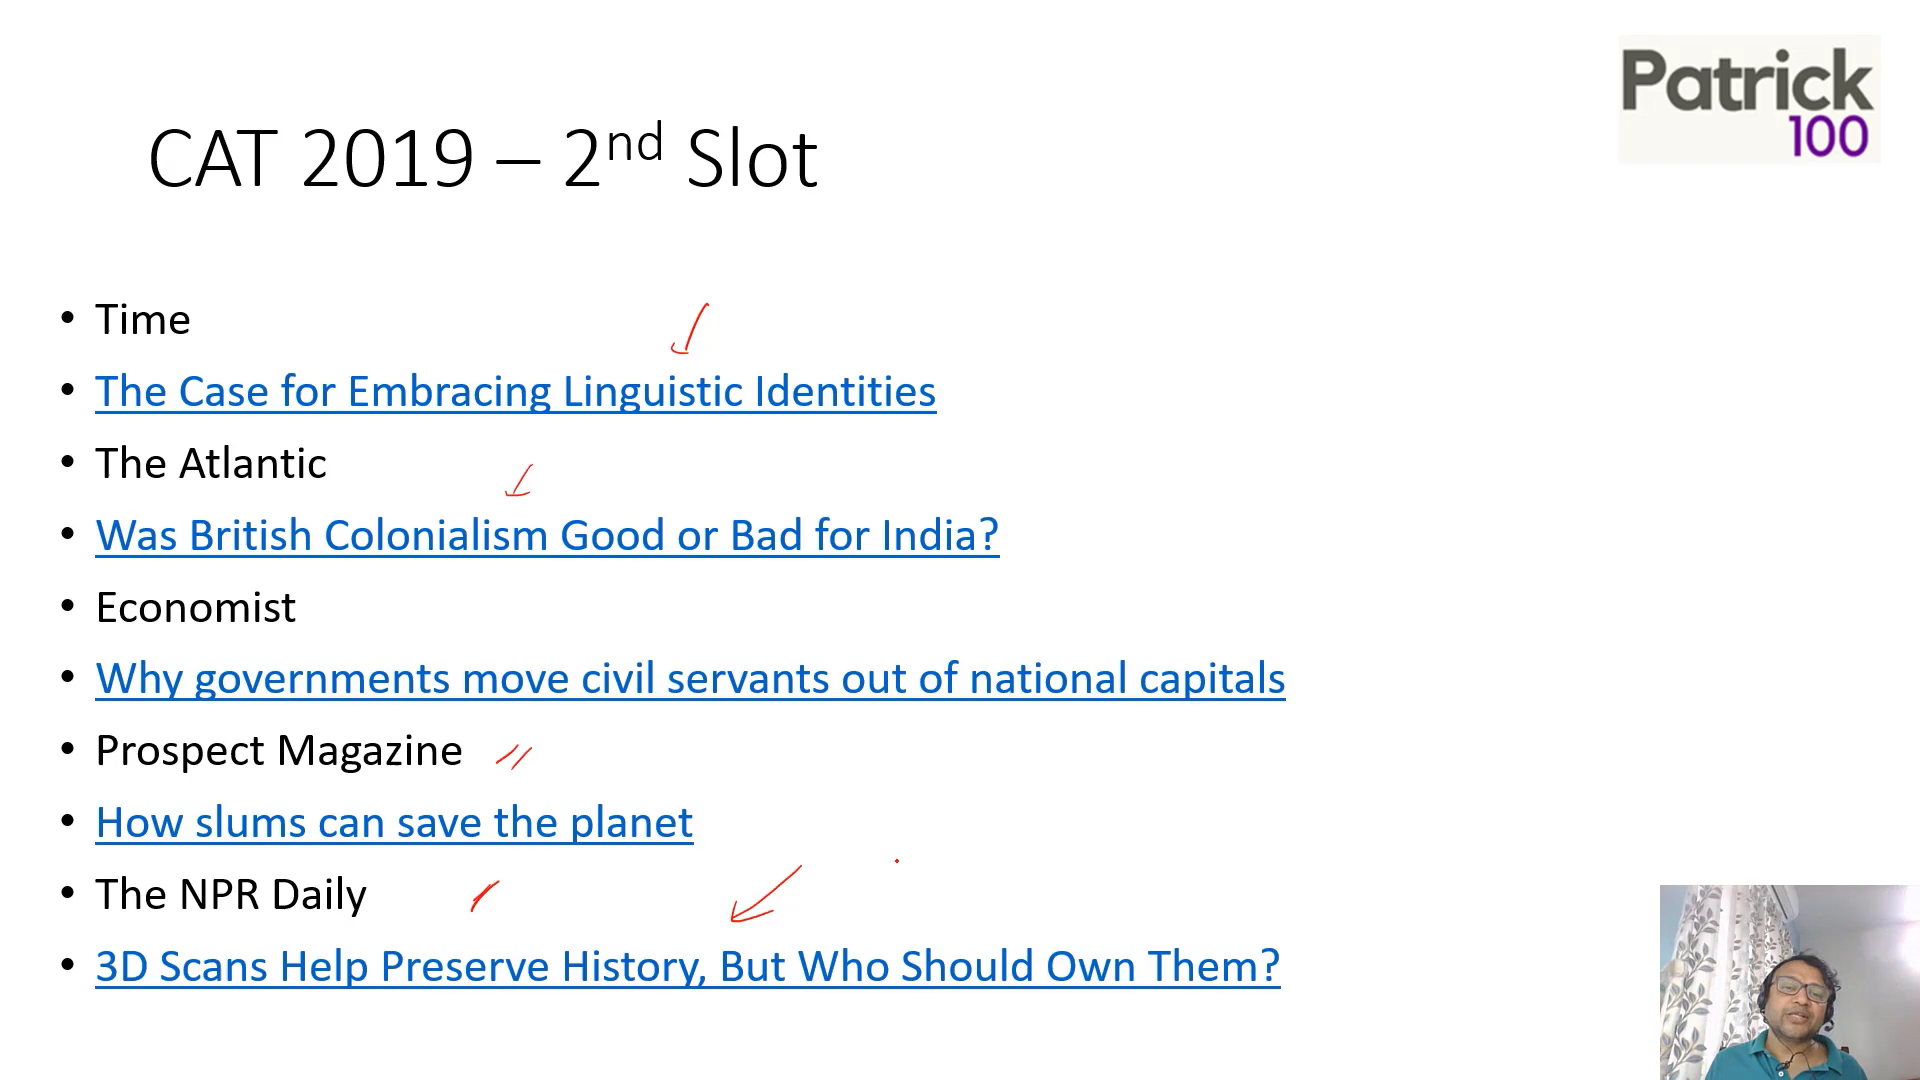 Patrick
100
CAT 2019 – 2nd Slot
• Time
• The Case for Embracing Linguistic Identities
• The Atlantic
• Was British Colonialism Good or Bad for India?
• Economist
• Why governments move civil servants out of national capitals
• Prospect Magazine
• How slums can save the planet
• The NPR Daily
• 3D Scans Help Preserve History, But Who Should Own Them?